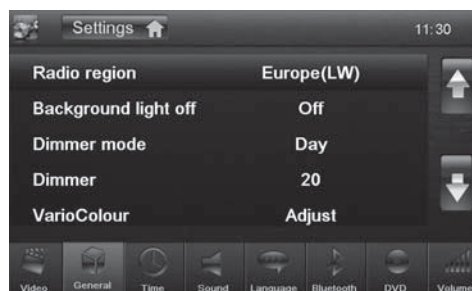 Settings 11:30
Radio region Europe(LW)
Background light off Off
Dimmer mode Day
Dimmer 20
VarioColour Adjust
Video General Time Sound Language Bluetooth DVD Volume